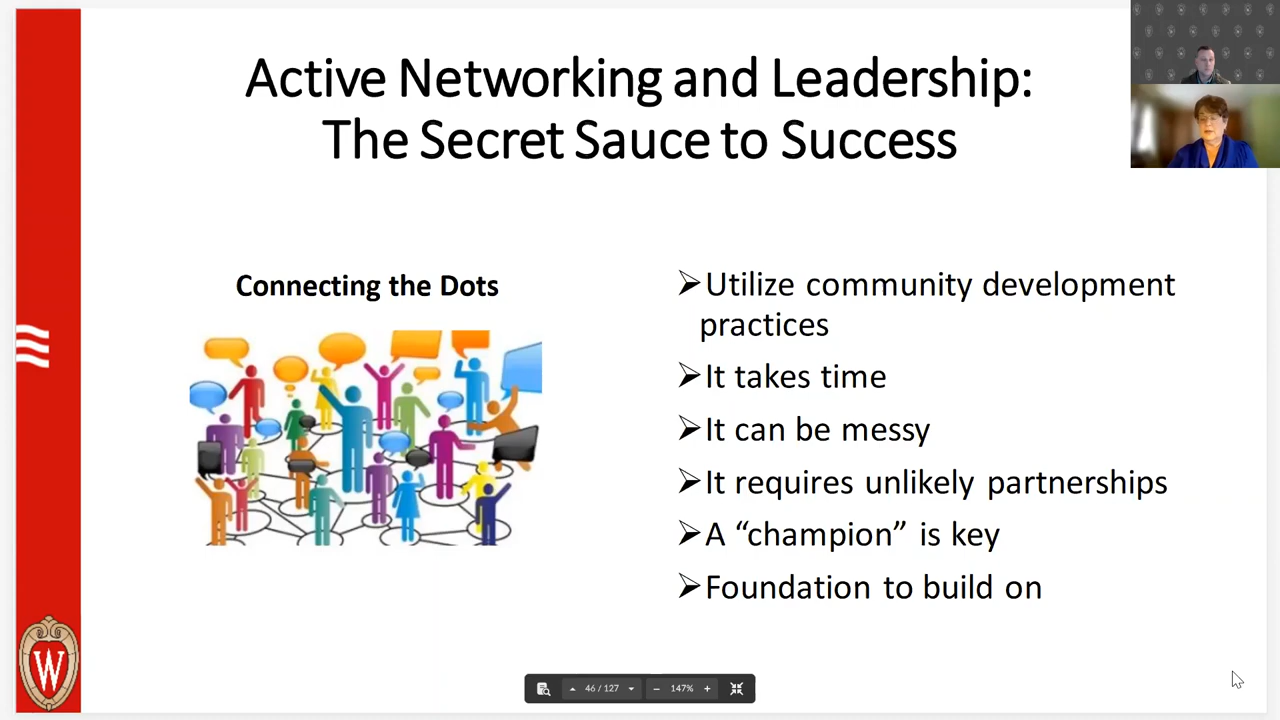 Active Networking and Leadership:
The Secret Sauce to Success
Connecting the Dots
➢Utilize community development
practices
➢It takes time
➢It can be messy
➢It requires unlikely partnerships
➢A “champion” is key
➢Foundation to build on
W
46 / 127
147%